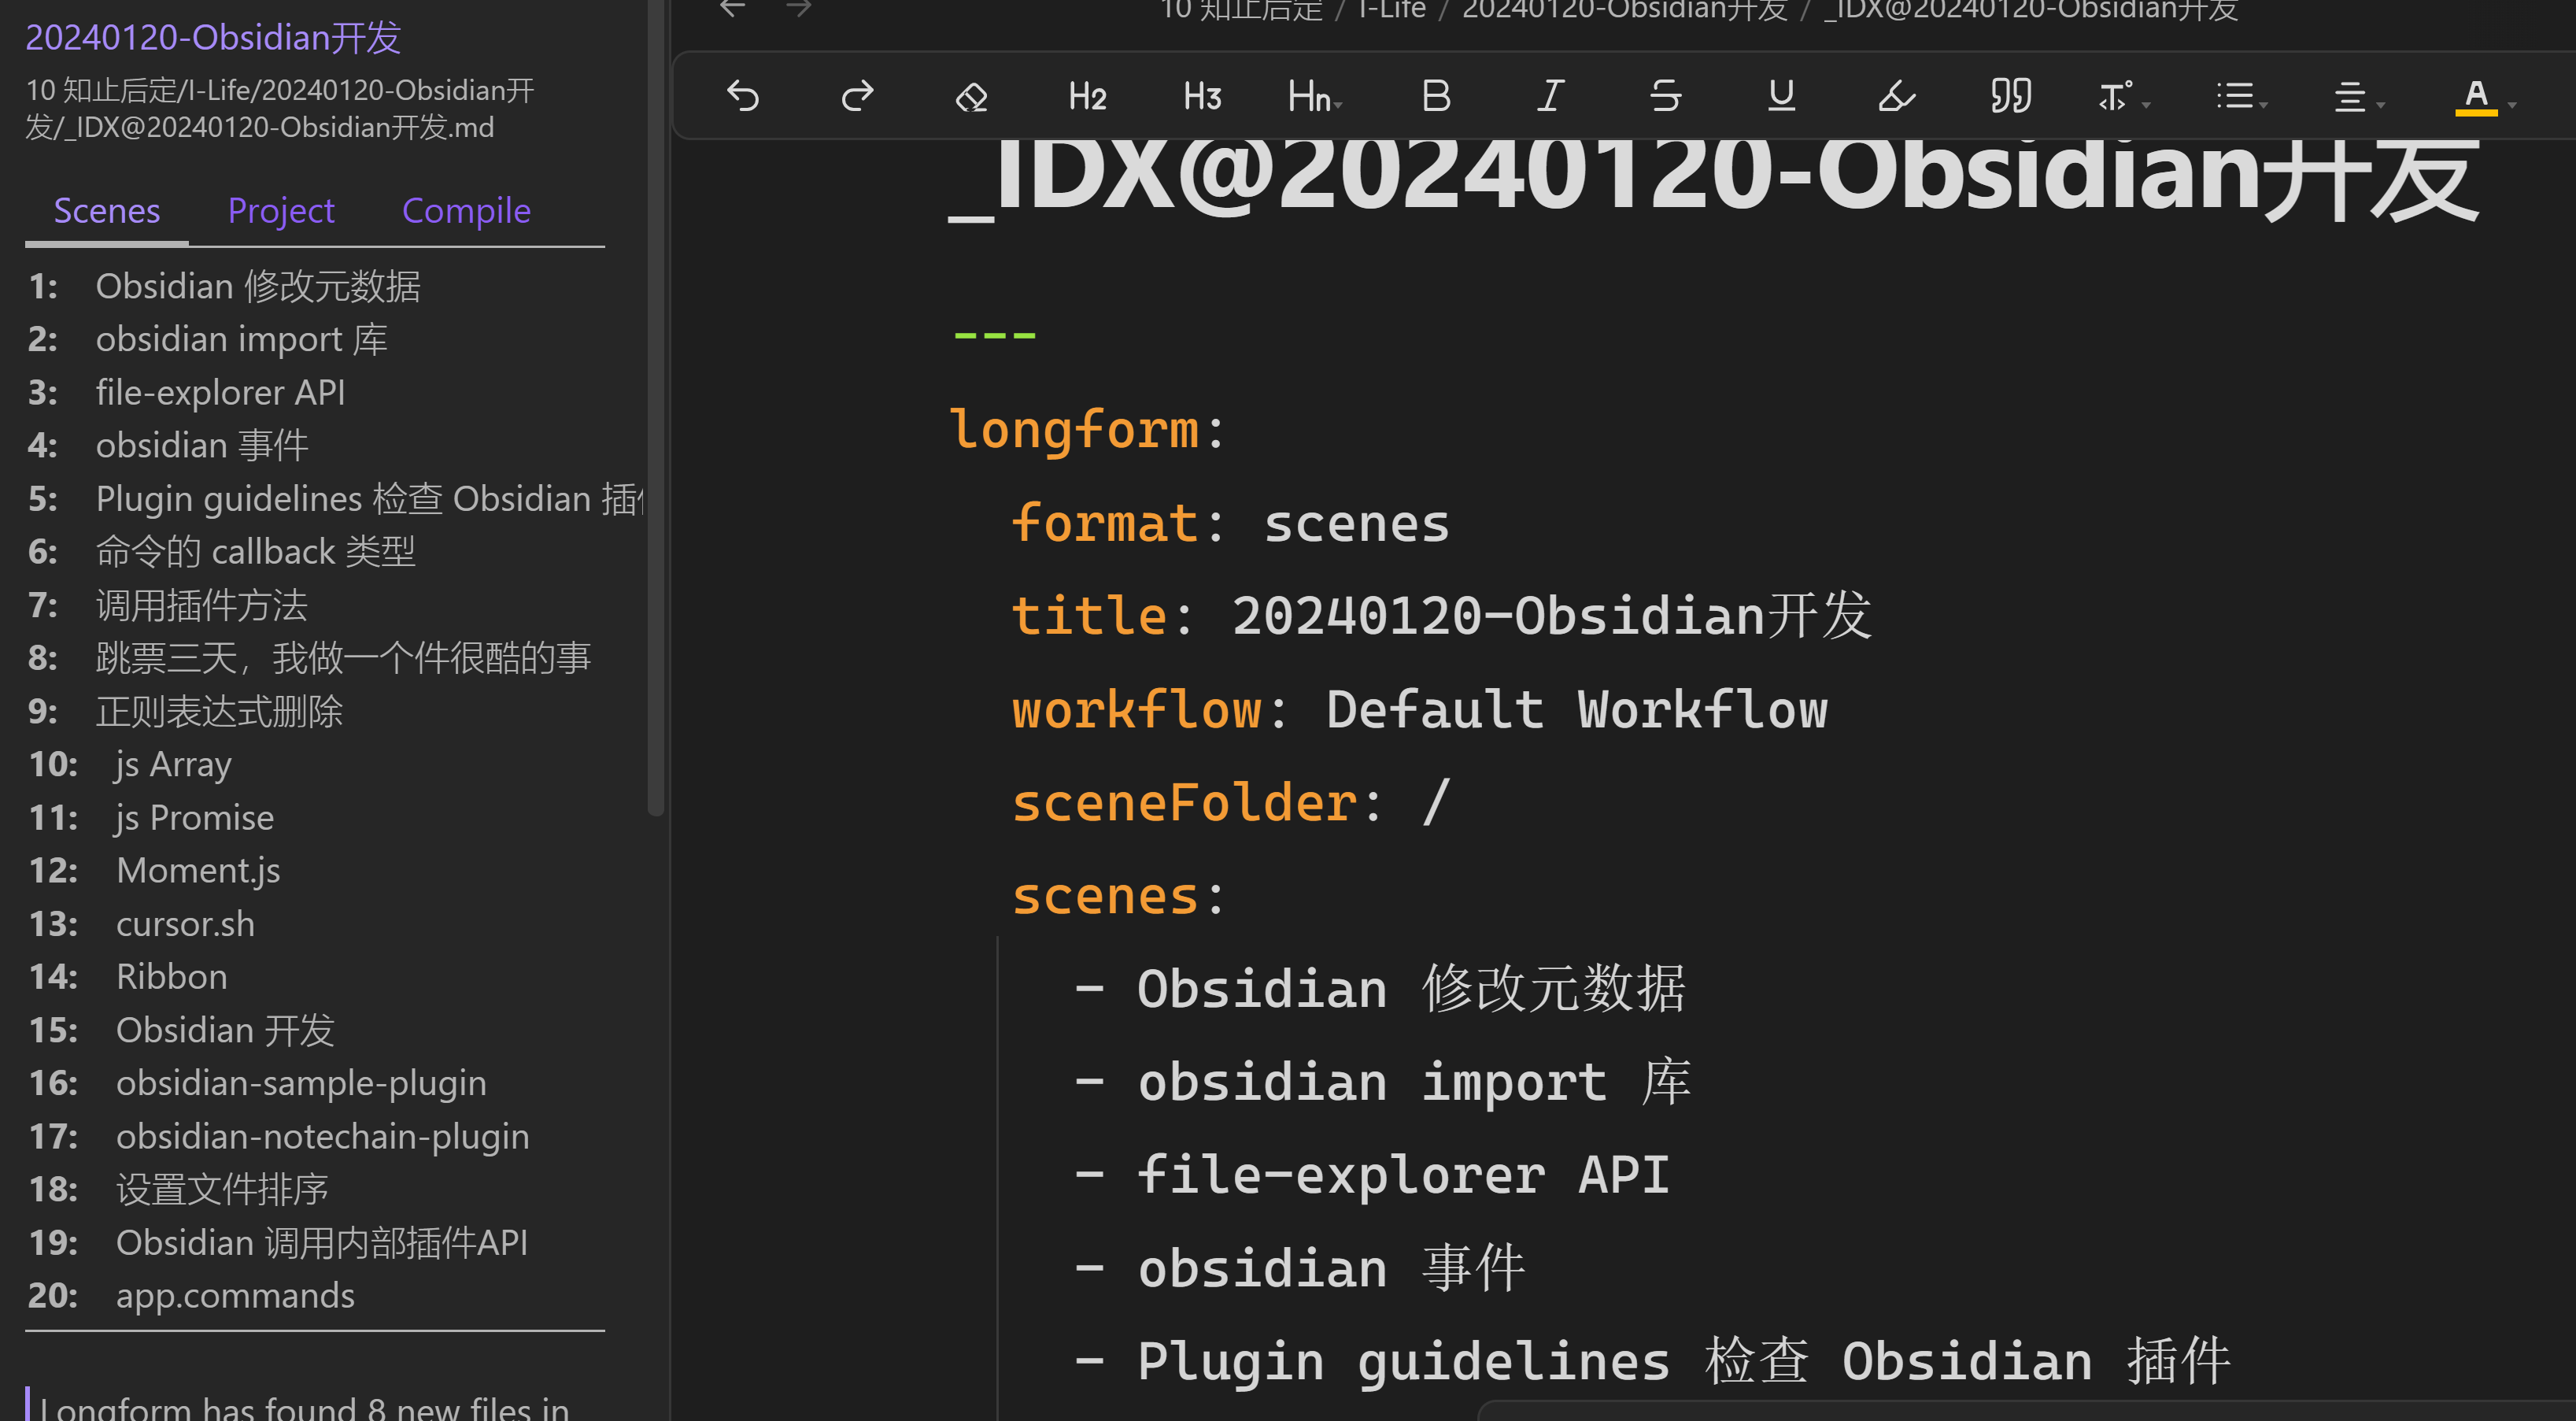 20240120-Obsidian开发
10 知止后定/I-Life/20240120-Obsidian开
发/_IDX@20240120-Obsidian开发.md
Scenes Project Compile
1: Obsidian 修改元数据
2: obsidian import 库
3: file-explorer API
4: obsidian 事件
5: Plugin guidelines 检查 Obsidian 插件
6: 命令的 callback 类型
7: 调用插件方法
8: 跳票三天，我做一个件很酷的事
9: 正则表达式删除
10: js Array
11: js Promise
12: Moment.js
13: cursor.sh
14: Ribbon
15: Obsidian 开发
16: obsidian-sample-plugin
17: obsidian-notechain-plugin
18: 设置文件排序
19: Obsidian 调用内部插件API
20: app.commands
Longform has found 8 new files in
10 知止后定 / I-Life / 20240120-Obsidian开发 / _IDX@20240120-Obsidian开发
H2 H3 Hn B I S U T A
_IDX@20240120-Obsidian开发
---
longform:
format: scenes
title: 20240120-Obsidian开发
workflow: Default Workflow
sceneFolder: /
scenes:
- Obsidian 修改元数据
- obsidian import 库
- file-explorer API
- obsidian 事件
- Plugin guidelines 检查 Obsidian 插件